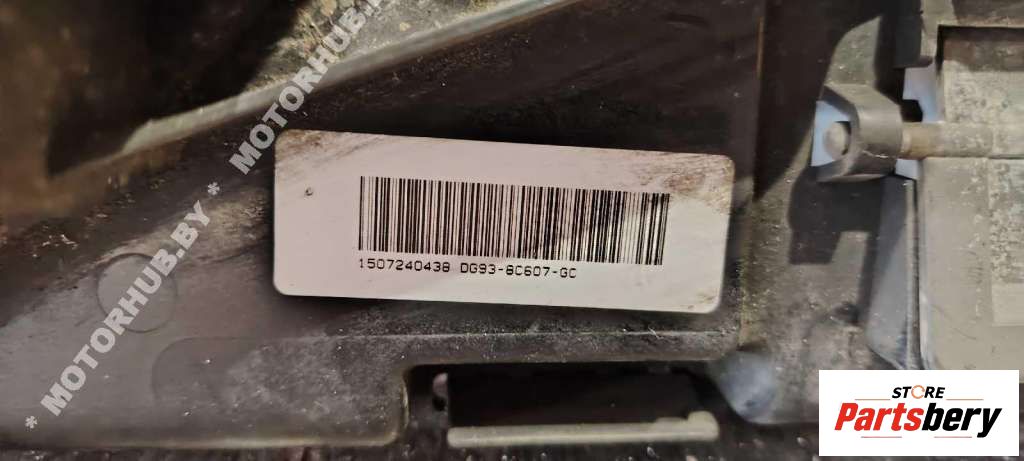 * MOTORHUB.BY * MOTORHUB.BY
1507240438 DG93-8C607-GC
STORE
Partsbery